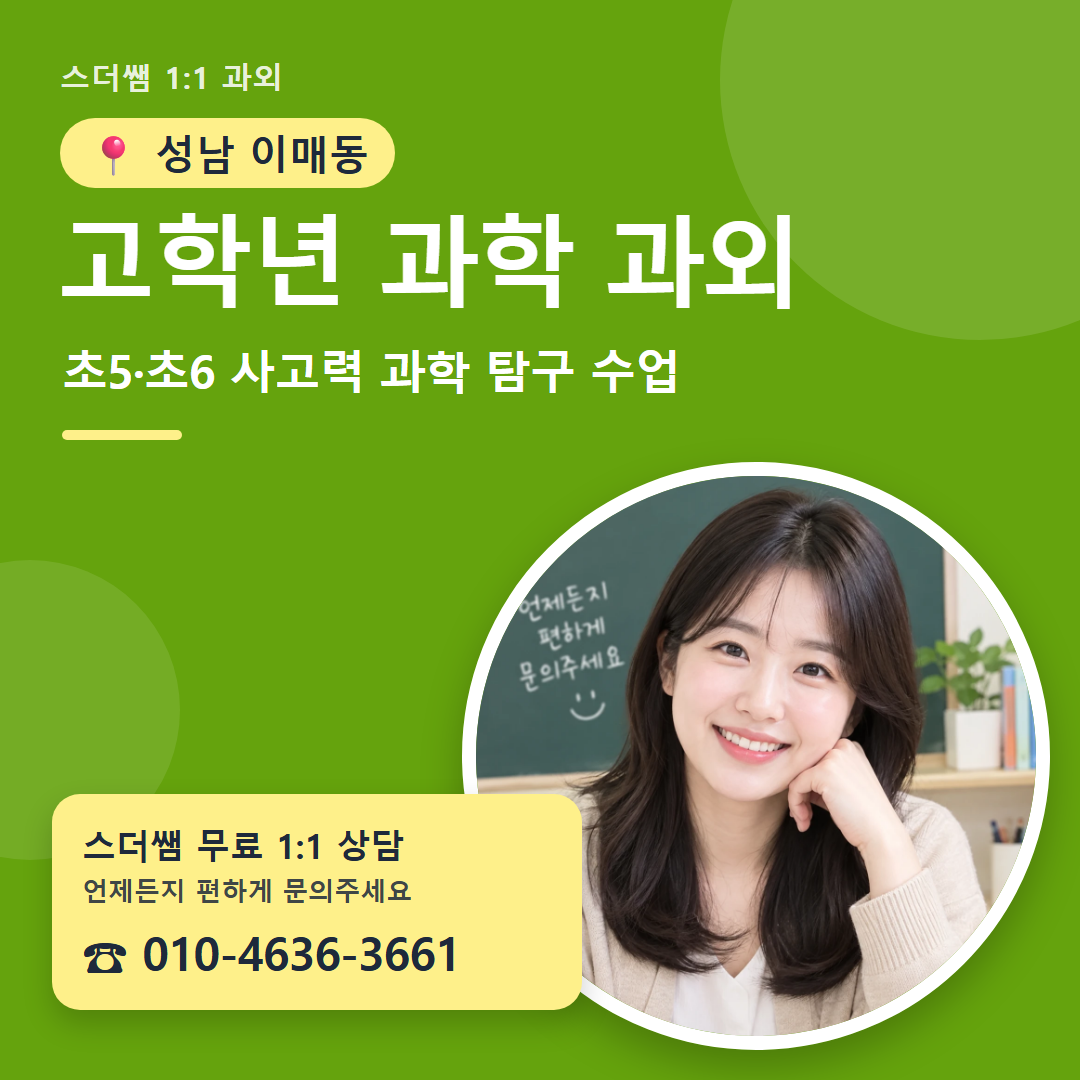 스더쌤 1:1 과외
📍 성남 이매동
고학년 과학 과외
초5·초6 사고력 과학 탐구 수업
언제든지
편하게
문의주세요
스더쌤 무료 1:1 상담
언제든지 편하게 문의주세요
☎ 010-4636-3661